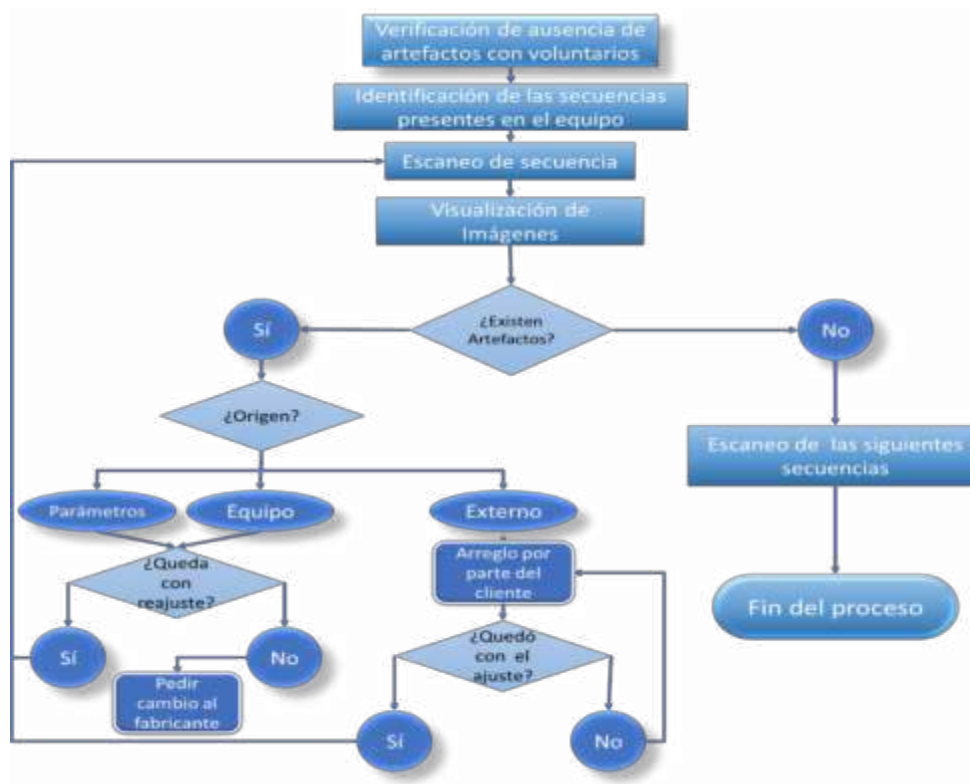 Verificación de ausencia de
artefactos con voluntarios
Identificación de las secuencias
presentes en el equipo
Escaneo de secuencia
Visualización de
Imágenes
¿Existen
Artefactos?
Sí
No
¿Origen?
Escaneo de las siguientes
secuencias
Parámetros
Equipo
Externo
¿Queda
con
reajuste?
Arreglo por
parte del
cliente
Fin del proceso
Sí
No
¿Quedó
con el
ajuste?
Pedir
cambio al
fabricante
Sí
No